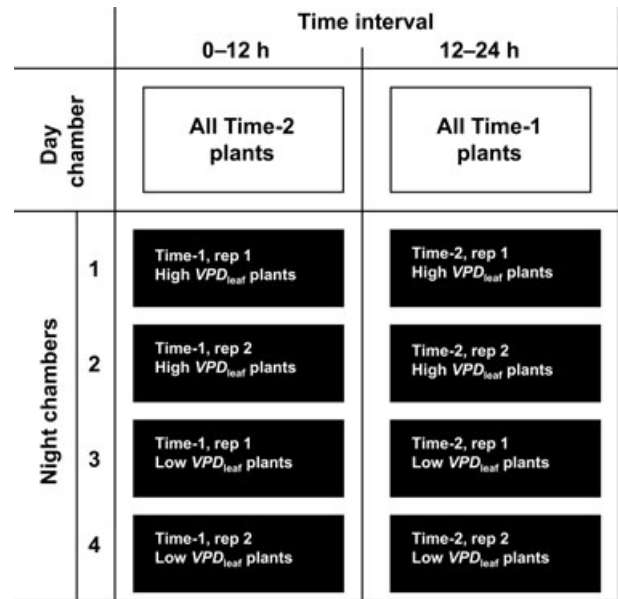 Time interval
0–12 h
12–24 h
Day
chamber
All Time-2
plants
All Time-1
plants
Night chambers
1
Time-1, rep 1
High VPDleaf plants
Time-2, rep 1
High VPDleaf plants
2
Time-1, rep 2
High VPDleaf plants
Time-2, rep 2
High VPDleaf plants
3
Time-1, rep 1
Low VPDleaf plants
Time-2, rep 1
Low VPDleaf plants
4
Time-1, rep 2
Low VPDleaf plants
Time-2, rep 2
Low VPDleaf plants